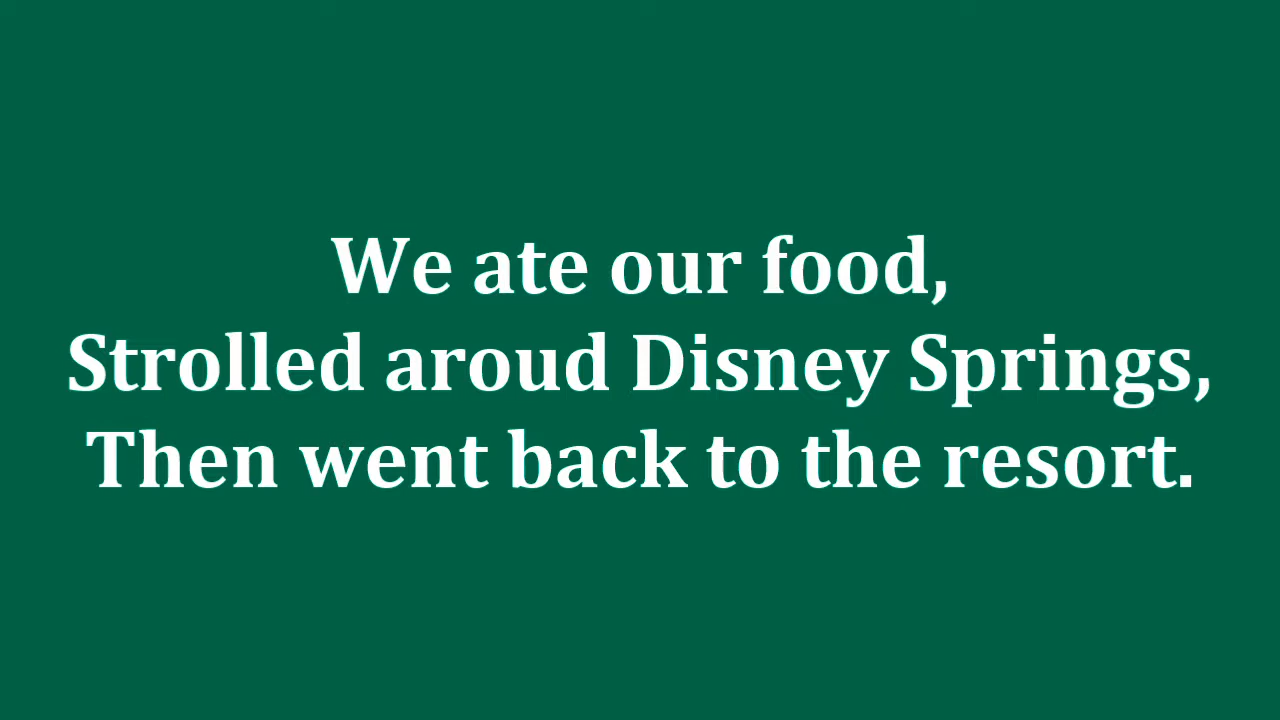 We ate our food,
Strolled aroud Disney Springs,
Then went back to the resort.